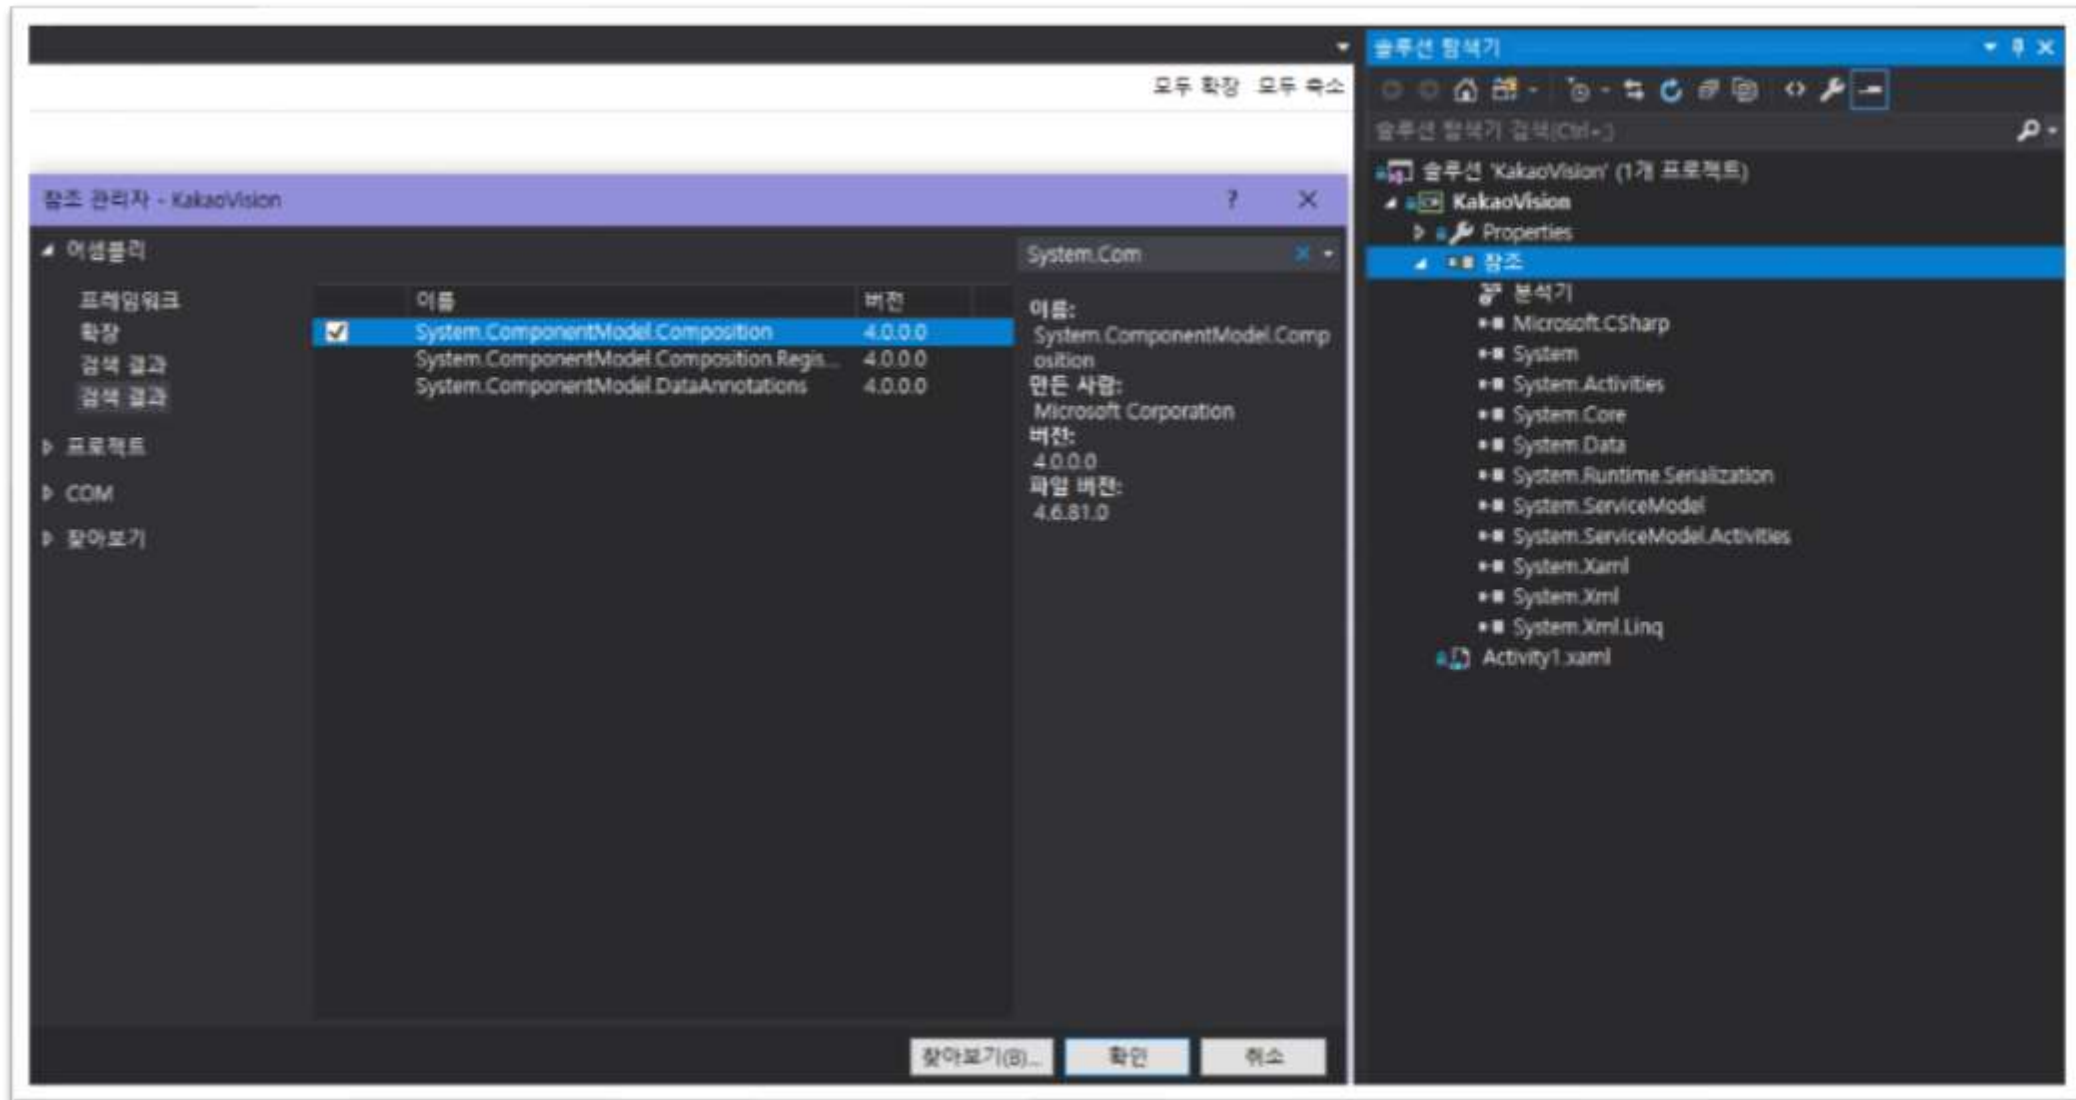 모두 확장 모두 축소
참조 관리자 - KakaoVision
? ×
어셈블리
프레임워크
확장
검색 결과
검색 결과
프로젝트
COM
찾아보기
이름 버전
System.ComponentModel.Composition 4.0.0.0
System.ComponentModel.Composition.Regis... 4.0.0.0
System.ComponentModel.DataAnnotations 4.0.0.0
System.Com
이름:
System.ComponentModel.Comp
osition
만든 사람:
Microsoft Corporation
버전:
4.0.0.0
파일 버전:
4.6.81.0
찾아보기(B)... 확인 취소
솔루션 탐색기
솔루션 탐색기 검색(Ctrl+;)
솔루션 'KakaoVision' (1개 프로젝트)
KakaoVision
Properties
참조
분석기
Microsoft.CSharp
System
System.Activities
System.Core
System.Data
System.Runtime.Serialization
System.ServiceModel
System.ServiceModel.Activities
System.Xaml
System.Xml
System.Xml.Linq
Activity1.xaml